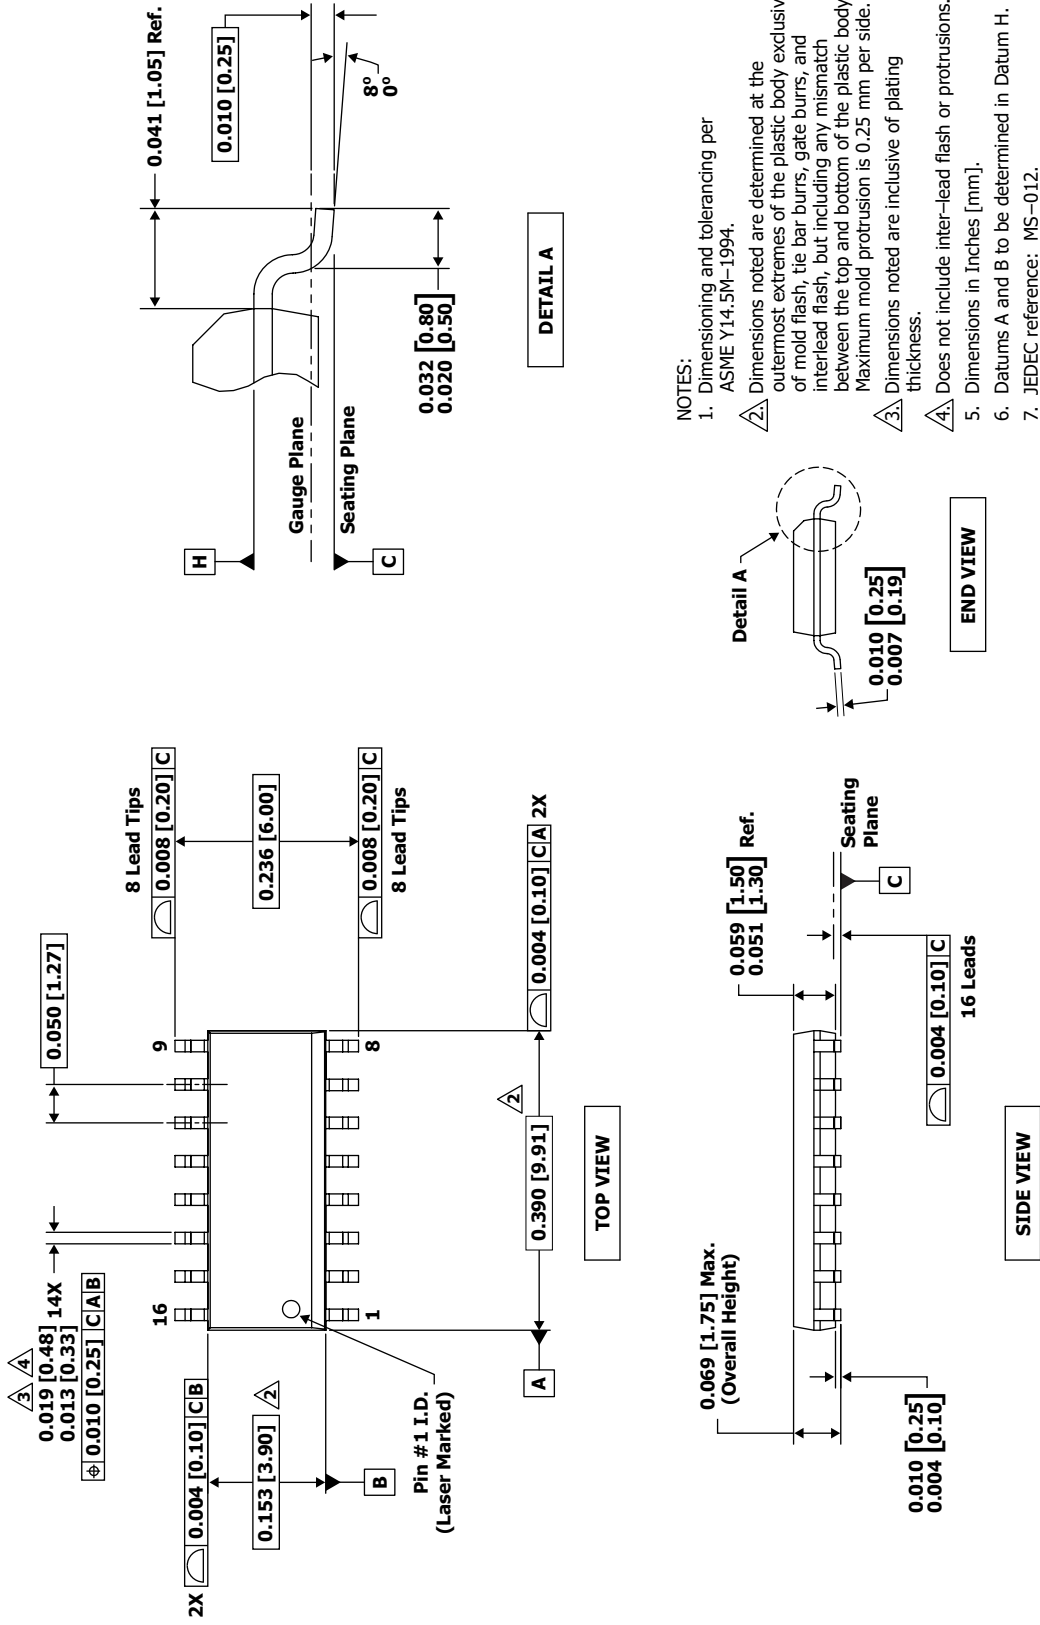 2X
0.004 [0.10] C B
0.153 [3.90]
2
B
Pin #1 I.D.
(Laser Marked)
3 4
0.019 [0.48] 14X
0.013 [0.33]
0.010 [0.25] C A B
16
1
0.050 [1.27]
9
8
8 Lead Tips
0.008 [0.20] C
0.236 [6.00]
0.008 [0.20] C
8 Lead Tips
A
0.390 [9.91]
2
0.004 [0.10] C A 2X
TOP VIEW
H
C
Gauge Plane
Seating Plane
0.041 [1.05] Ref.
0.010 [0.25]
8º
0º
0.032 [0.80]
0.020 [0.50]
DETAIL A
0.069 [1.75] Max.
(Overall Height)
0.010 [0.25]
0.004 [0.10]
0.059 [1.50] Ref.
0.051 [1.30]
Seating
Plane
C
0.004 [0.10] C
16 Leads
SIDE VIEW
Detail A
0.010 [0.25]
0.007 [0.19]
END VIEW
NOTES:
1. Dimensioning and tolerancing per
ASME Y14.5M–1994.
2. Dimensions noted are determined at the
outermost extremes of the plastic body
of mold flash, tie bar burrs, gate burrs, and
interlead flash, but including any mismatch
between the top and bottom of the plastic body
Maximum mold protrusion is 0.25 mm per side.
3. Dimensions noted are inclusive of plating
thickness.
4. Does not include inter–lead flash or protrusions.
5. Dimensions in Inches [mm].
6. Datums A and B to be determined in Datum H.
7. JEDEC reference: MS–012.